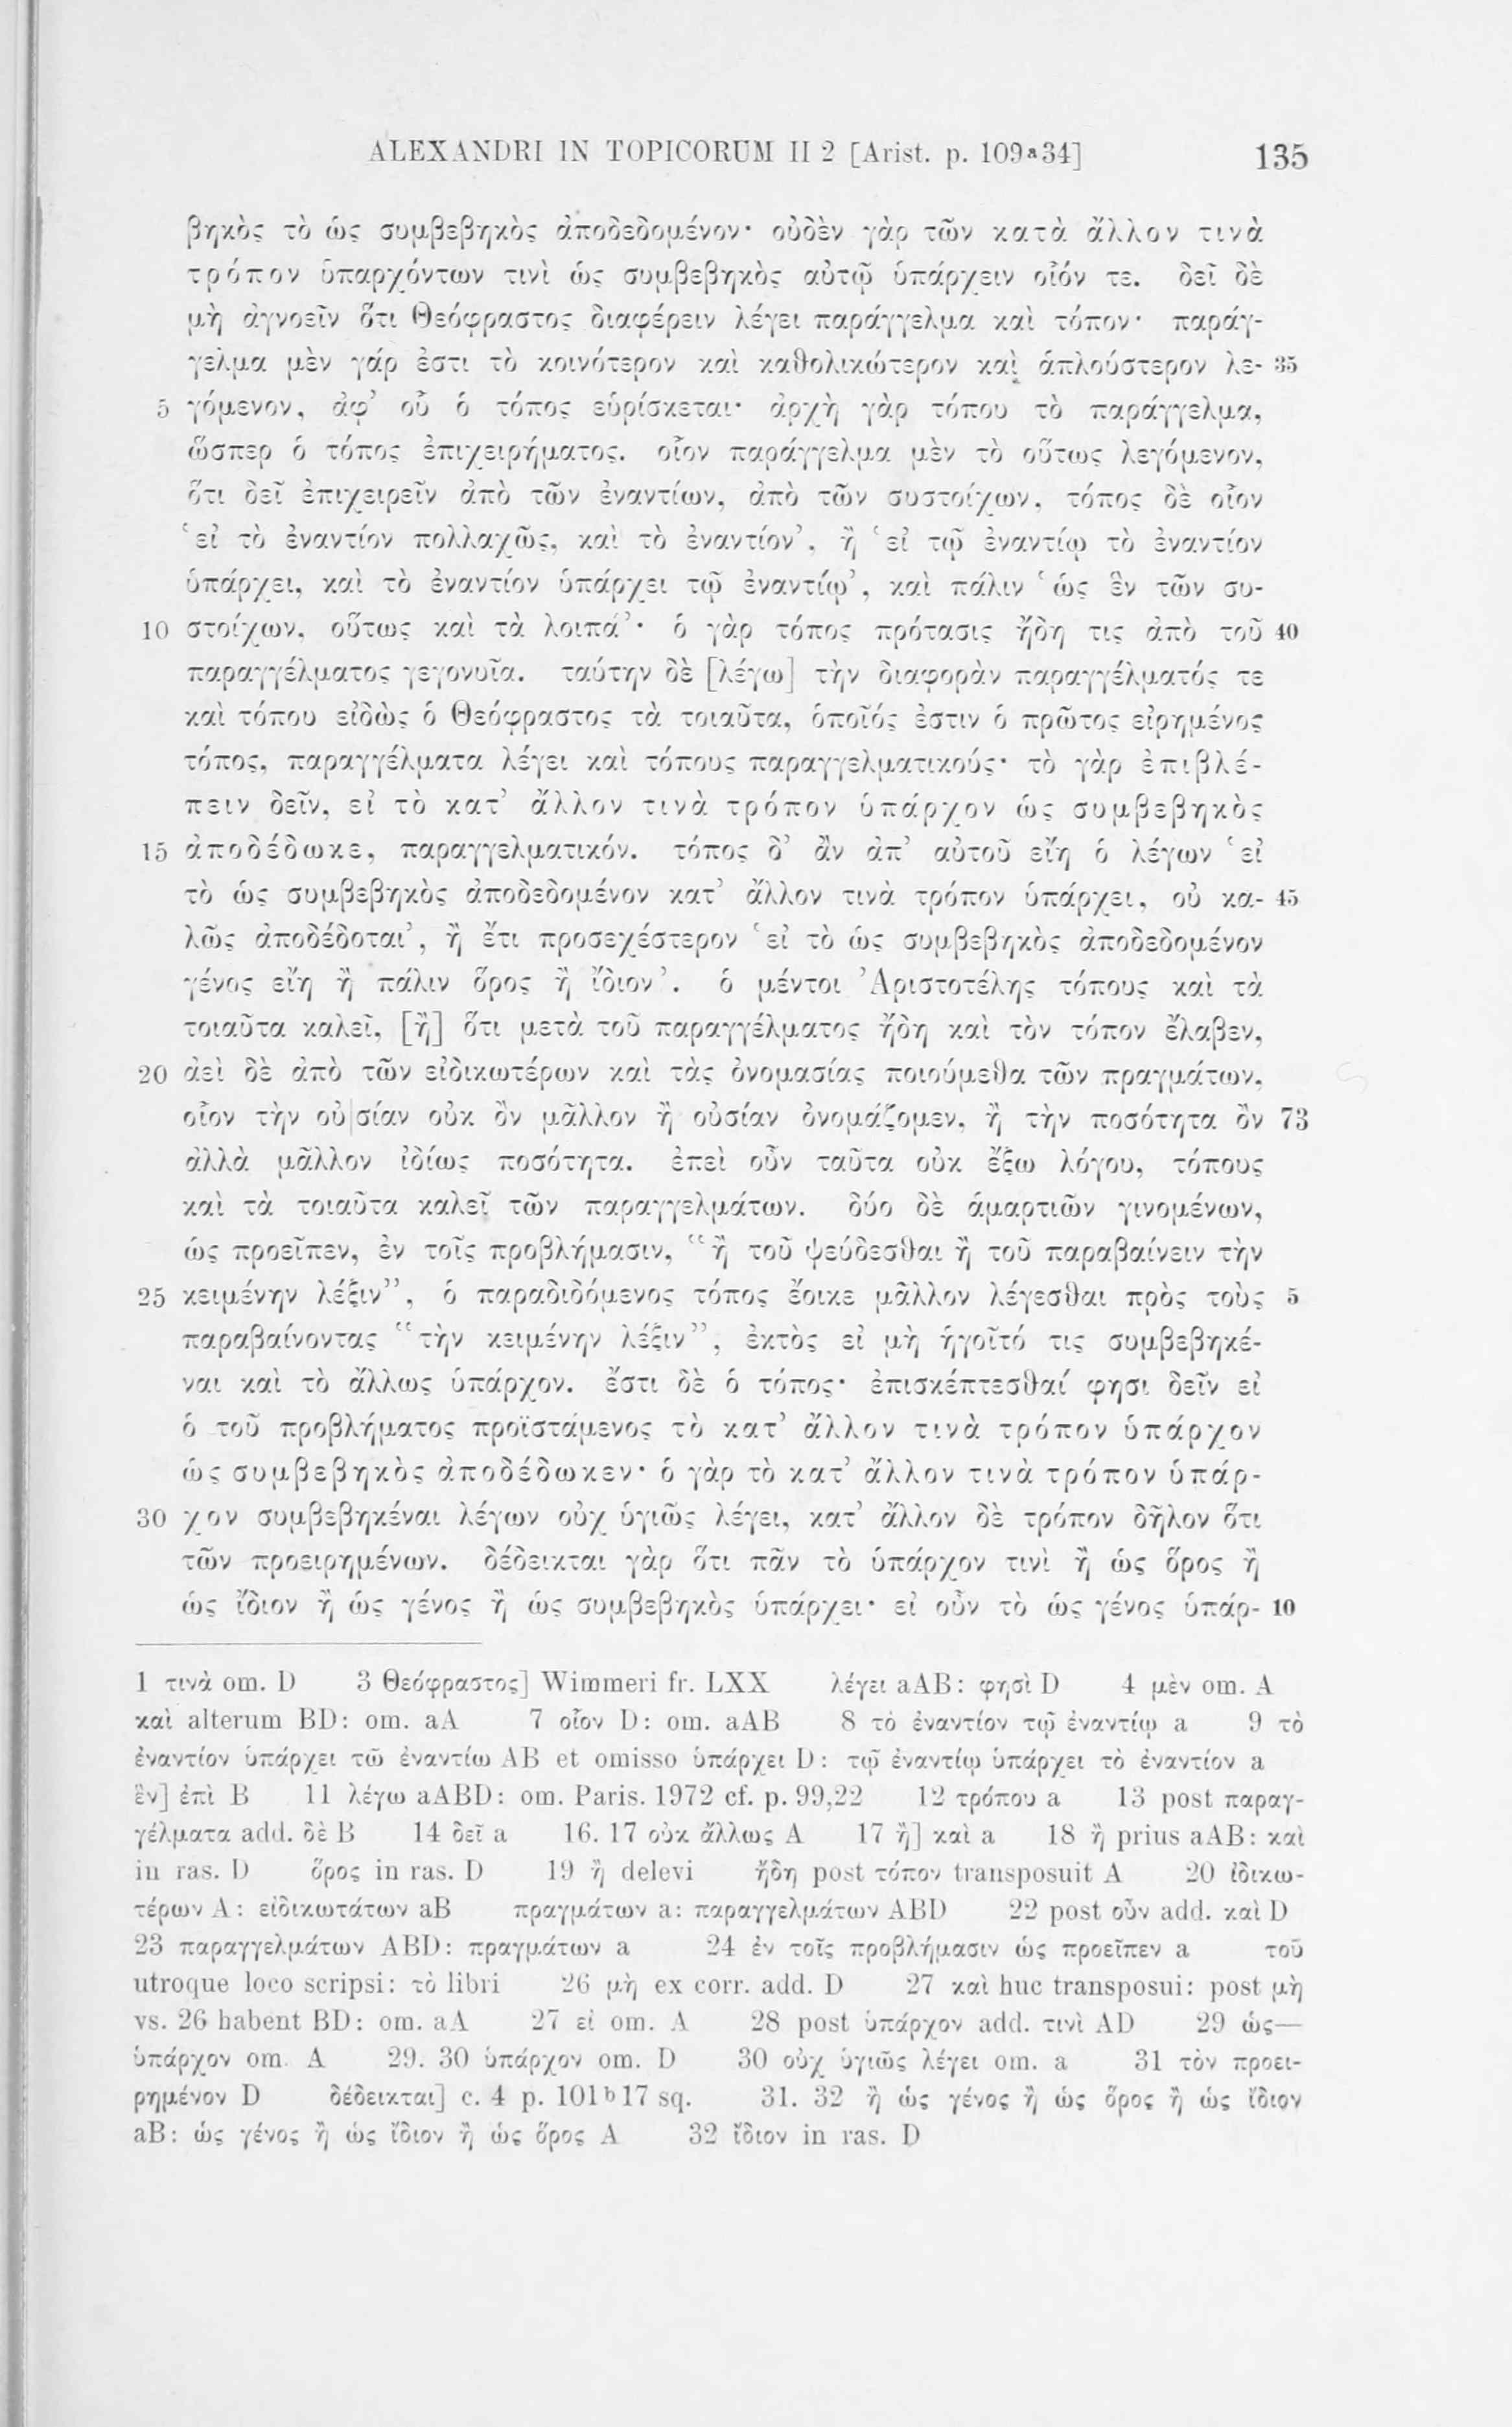 ALEXANDRI IN TOPICORUM II 2 [Arist. p. 109ᵃ34] 135
βηκὸς τὸ ὡς συμβεβηκὸς ἀποδεδομένον· οὐδὲν γὰρ τῶν κατὰ ἄλλον τινὰ
τρόπον ὑπαρχόντων τινὶ ὡς συμβεβηκὸς αὐτῷ ὑπάρχειν οἷόν τε. δεῖ δὲ
μὴ ἀγνοεῖν ὅτι Θεόφραστος διαφέρειν λέγει παράγγελμα καὶ τόπον· παράγ-
γελμα μὲν γάρ ἐστι τὸ κοινότερον καὶ καθολικώτερον καὶ ἁπλούστερον λε- 35
5 γόμενον, ἀφ’ οὗ ὁ τόπος εὑρίσκεται· ἀρχὴ γὰρ τόπου τὸ παράγγελμα,
ὥσπερ ὁ τόπος ἐπιχειρήματος. οἷον παράγγελμα μὲν τὸ οὕτως λεγόμενον,
ὅτι δεῖ ἐπιχειρεῖν ἀπὸ τῶν ἐναντίων, ἀπὸ τῶν συστοίχων, τόπος δὲ οἷον
‘εἰ τὸ ἐναντίον πολλαχῶς, καὶ τὸ ἐναντίον’, ἢ ‘εἰ τῷ ἐναντίῳ τὸ ἐναντίον
ὑπάρχει, καὶ τὸ ἐναντίον ὑπάρχει τῷ ἐναντίῳ’, καὶ πάλιν ‘ὡς ἓν τῶν συ-
10 στοίχων, οὕτως καὶ τὰ λοιπά’· ὁ γὰρ τόπος πρότασις ἤδη τις ἀπὸ τοῦ 40
παραγγέλματος γεγονυῖα. ταύτην δὲ [λέγω] τὴν διαφορὰν παραγγέλματός τε
καὶ τόπου εἰδὼς ὁ Θεόφραστος τὰ τοιαῦτα, ὁποῖός ἐστιν ὁ πρῶτος εἰρημένος
τόπος, παραγγέλματα λέγει καὶ τόπους παραγγελματικούς· τὸ γὰρ ἐπιβλέ-
πειν δεῖν, εἰ τὸ κατ’ ἄλλον τινὰ τρόπον ὑπάρχον ὡς συμβεβηκὸς
15 ἀποδέδωκε, παραγγελματικόν. τόπος δ’ ἂν ἀπ’ αὐτοῦ εἴη ὁ λέγων ‘εἰ
τὸ ὡς συμβεβηκὸς ἀποδεδομένον κατ’ ἄλλον τινὰ τρόπον ὑπάρχει, οὐ κα- 45
λῶς ἀποδέδοται’, ἢ ἔτι προσεχέστερον ‘εἰ τὸ ὡς συμβεβηκὸς ἀποδεδομένον
γένος εἴη ἢ πάλιν ὅρος ἢ ἴδιον’. ὁ μέντοι Ἀριστοτέλης τόπους καὶ τὰ
τοιαῦτα καλεῖ, [ἢ] ὅτι μετὰ τοῦ παραγγέλματος ἤδη καὶ τὸν τόπον ἔλαβεν,
20 ἀεὶ δὲ ἀπὸ τῶν εἰδικωτέρων καὶ τὰς ὀνομασίας ποιούμεθα τῶν πραγμάτων,
οἷον τὴν οὐ|σίαν οὐκ ὂν μᾶλλον ἢ οὐσίαν ὀνομάζομεν, ἢ τὴν ποσότητα ὂν 73
ἀλλὰ μᾶλλον ἰδίως ποσότητα. ἐπεὶ οὖν ταῦτα οὐκ ἔξω λόγου, τόπους
καὶ τὰ τοιαῦτα καλεῖ τῶν παραγγελμάτων. δύο δὲ ἁμαρτιῶν γινομένων,
ὡς προεῖπεν, ἐν τοῖς προβλήμασιν, “ἢ τοῦ ψεύδεσθαι ἢ τοῦ παραβαίνειν τὴν
25 κειμένην λέξιν”, ὁ παραδιδόμενος τόπος ἔοικε μᾶλλον λέγεσθαι πρὸς τοὺς 5
παραβαίνοντας “τὴν κειμένην λέξιν”, ἐκτὸς εἰ μὴ ἡγοῖτό τις συμβεβηκέ-
ναι καὶ τὸ ἄλλως ὑπάρχον. ἔστι δὲ ὁ τόπος· ἐπισκέπτεσθαί φησι δεῖν εἰ
ὁ τοῦ προβλήματος προϊστάμενος τὸ κατ’ ἄλλον τινὰ τρόπον ὑπάρχον
ὡς συμβεβηκὸς ἀποδέδωκεν· ὁ γὰρ τὸ κατ’ ἄλλον τινὰ τρόπον ὑπάρ-
30 χον συμβεβηκέναι λέγων οὐχ ὑγιῶς λέγει, κατ’ ἄλλον δὲ τρόπον δῆλον ὅτι
τῶν προειρημένων. δέδεικται γὰρ ὅτι πᾶν τὸ ὑπάρχον τινὶ ἢ ὡς ὅρος ἢ
ὡς ἴδιον ἢ ὡς γένος ἢ ὡς συμβεβηκὸς ὑπάρχει· εἰ οὖν τὸ ὡς γένος ὑπάρ- 10
1 τινὰ om. D 3 Θεόφραστος] Wimmeri fr. LXX λέγει aAB: φησὶ D 4 μὲν om. A
καὶ alterum BD: om. aA 7 οἷον D: om. aAB 8 τὸ ἐναντίον τῷ ἐναντίῳ a 9 τὸ
ἐναντίον ὑπάρχει τῶ ἐναντίω AB et omisso ὑπάρχει D: τῷ ἐναντίῳ ὑπάρχει τὸ ἐναντίον a
ἓν] ἐπὶ B 11 λέγω aABD: om. Paris. 1972 cf. p. 99,22 12 τρόπου a 13 post παραγ-
γέλματα add. δὲ B 14 δεῖ a 16. 17 οὐκ ἄλλως A 17 ἢ] καὶ a 18 ἢ prius aAB: καὶ
in ras. D ὅρος in ras. D 19 ἢ delevi ἤδη post τόπον transposuit A 20 ἰδικω-
τέρων A: εἰδικωτάτων aB πραγμάτων a: παραγγελμάτων ABD 22 post οὖν add. καὶ D
23 παραγγελμάτων ABD: πραγμάτων a 24 ἐν τοῖς προβλήμασιν ὡς προεῖπεν a τοῦ
utroque loco scripsi: τὸ libri 26 μὴ ex corr. add. D 27 καὶ huc transposui: post μὴ
vs. 26 habent BD: om. aA 27 εἰ om. A 28 post ὑπάρχον add. τινὶ AD 29 ὡς—
ὑπάρχον om. A 29. 30 ὑπάρχον om. D 30 οὐχ ὑγιῶς λέγει om. a 31 τὸν προει-
ρημένον D δέδεικται] c. 4 p. 101ᵇ17 sq. 31. 32 ἢ ὡς γένος ἢ ὡς ὅρος ἢ ὡς ἴδιον
aB: ὡς γένος ἢ ὡς ἴδιον ἢ ὡς ὅρος A 32 ἴδιον in ras. D